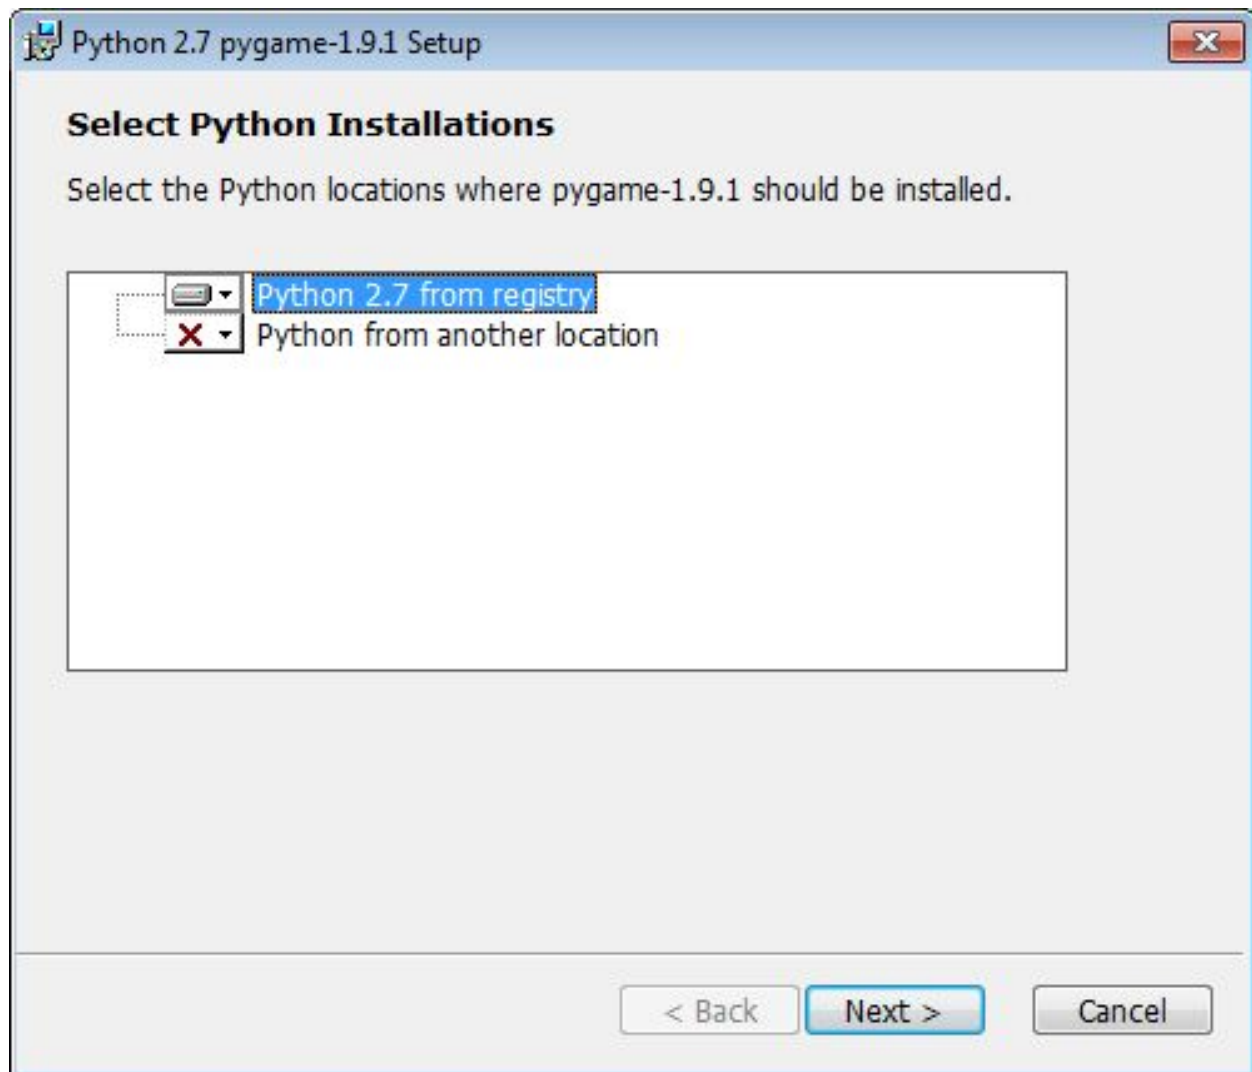 Python 2.7 pygame-1.9.1 Setup
Select Python Installations
Select the Python locations where pygame-1.9.1 should be installed.
Python 2.7 from registry
Python from another location
< Back
Next >
Cancel